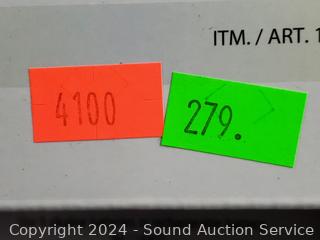 ITM. / ART. 1
4100
279.
Copyright 2024 - Sound Auction Service